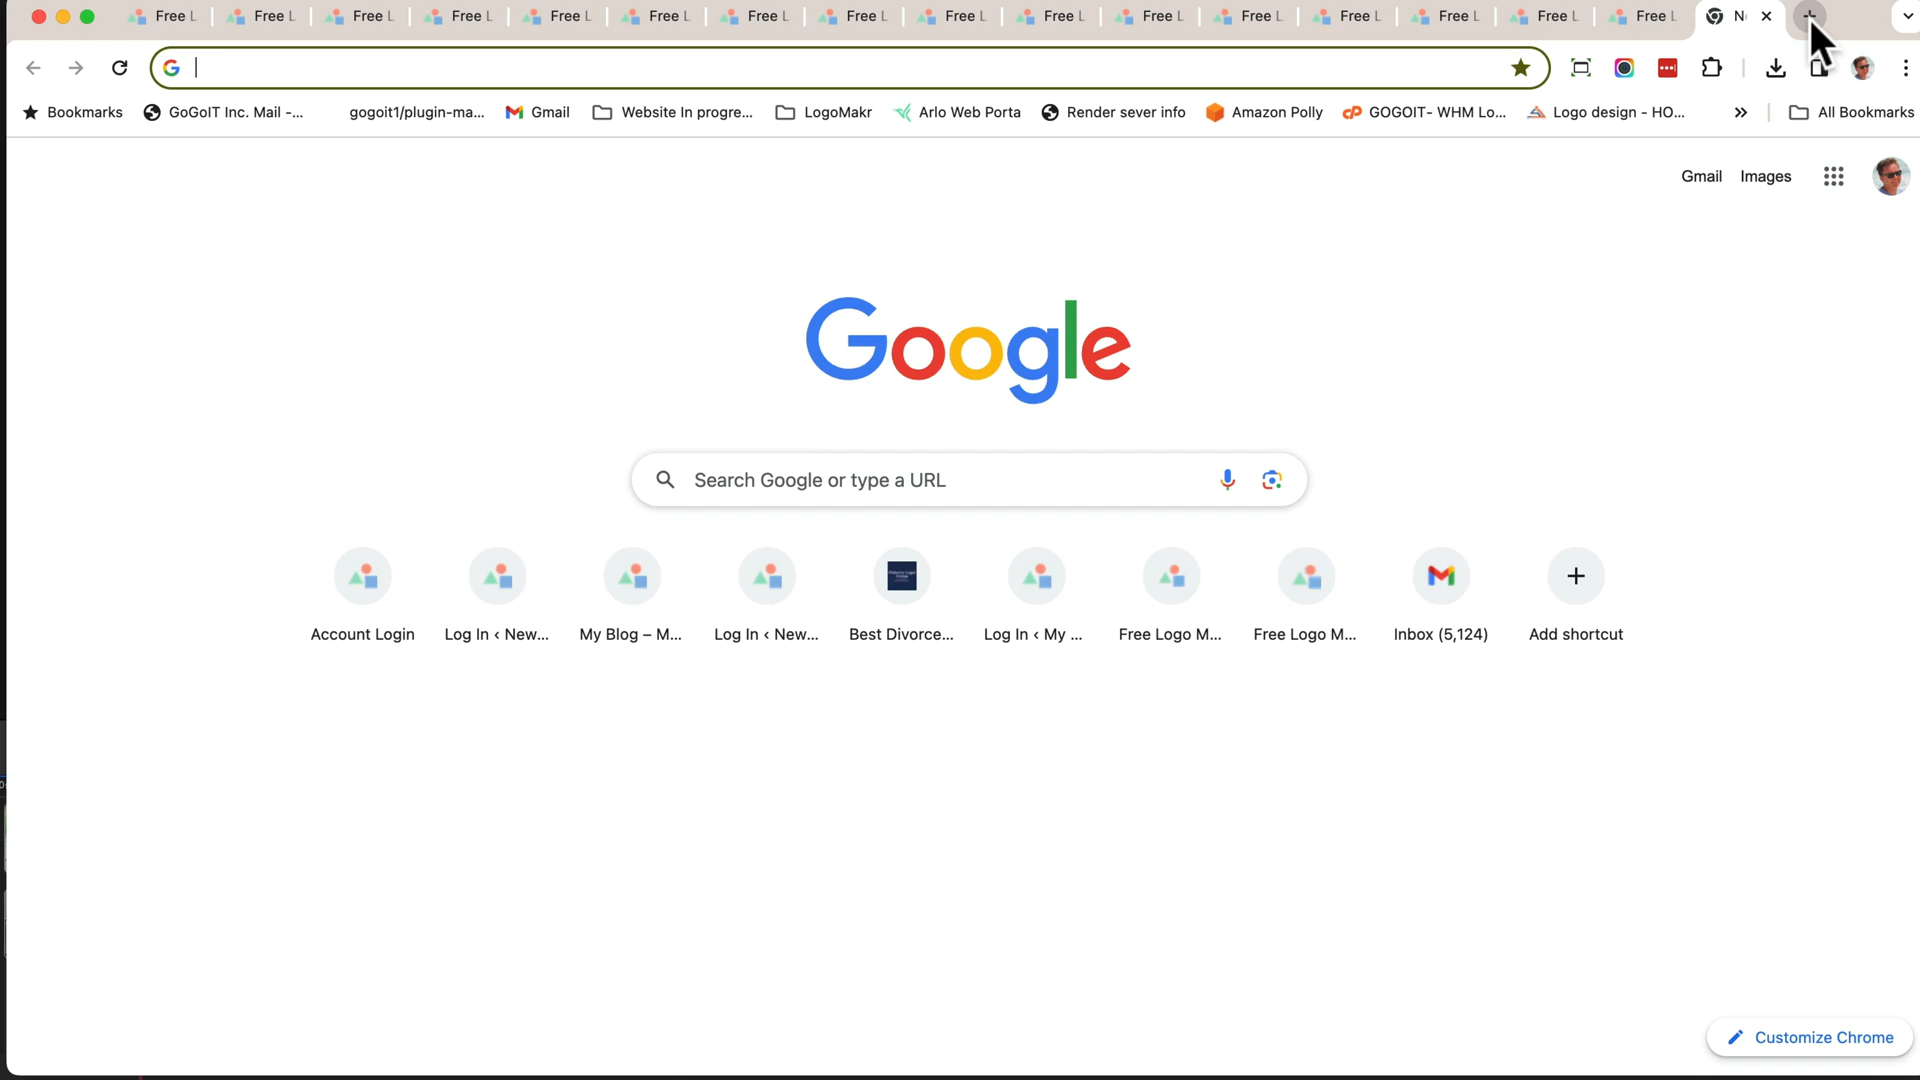 Free L Free L Free L Free L Free L Free L Free L Free L Free L Free L Free L Free L Free L Free L Free L Free L N
Bookmarks GoGoIT Inc. Mail -... gogoit1/plugin-ma... Gmail Website In progre... LogoMakr Arlo Web Porta Render sever info Amazon Polly GOGOIT- WHM Lo... Logo design - HO... All Bookmarks
Gmail Images
Google
Search Google or type a URL
Account Login Log In ‹ New... My Blog – M... Log In ‹ New... Best Divorce... Log In ‹ My ... Free Logo M... Free Logo M... Inbox (5,124) Add shortcut
Customize Chrome